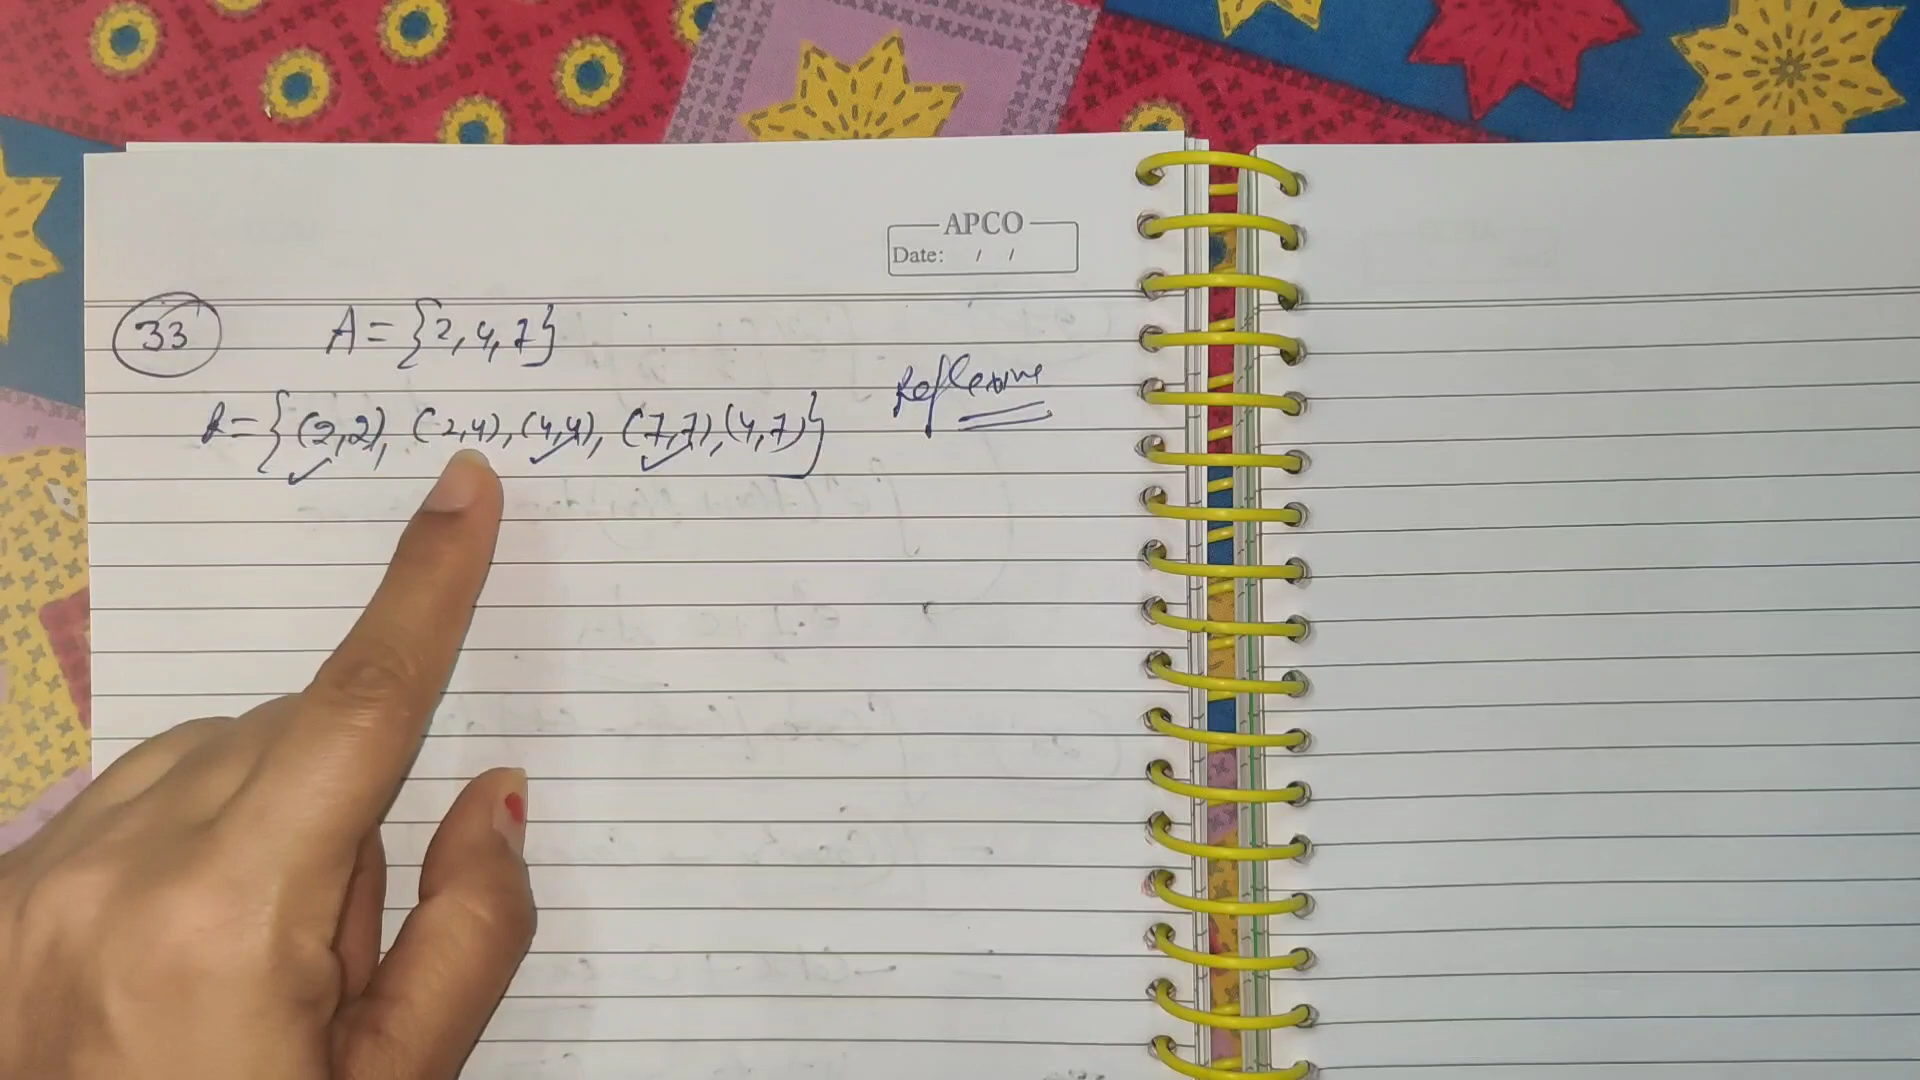 APCO
Date: / /
33 A = {2, 4, 7}
Reflexive
R = {(2,2), (2,4), (4,4), (7,7), (4,7)}